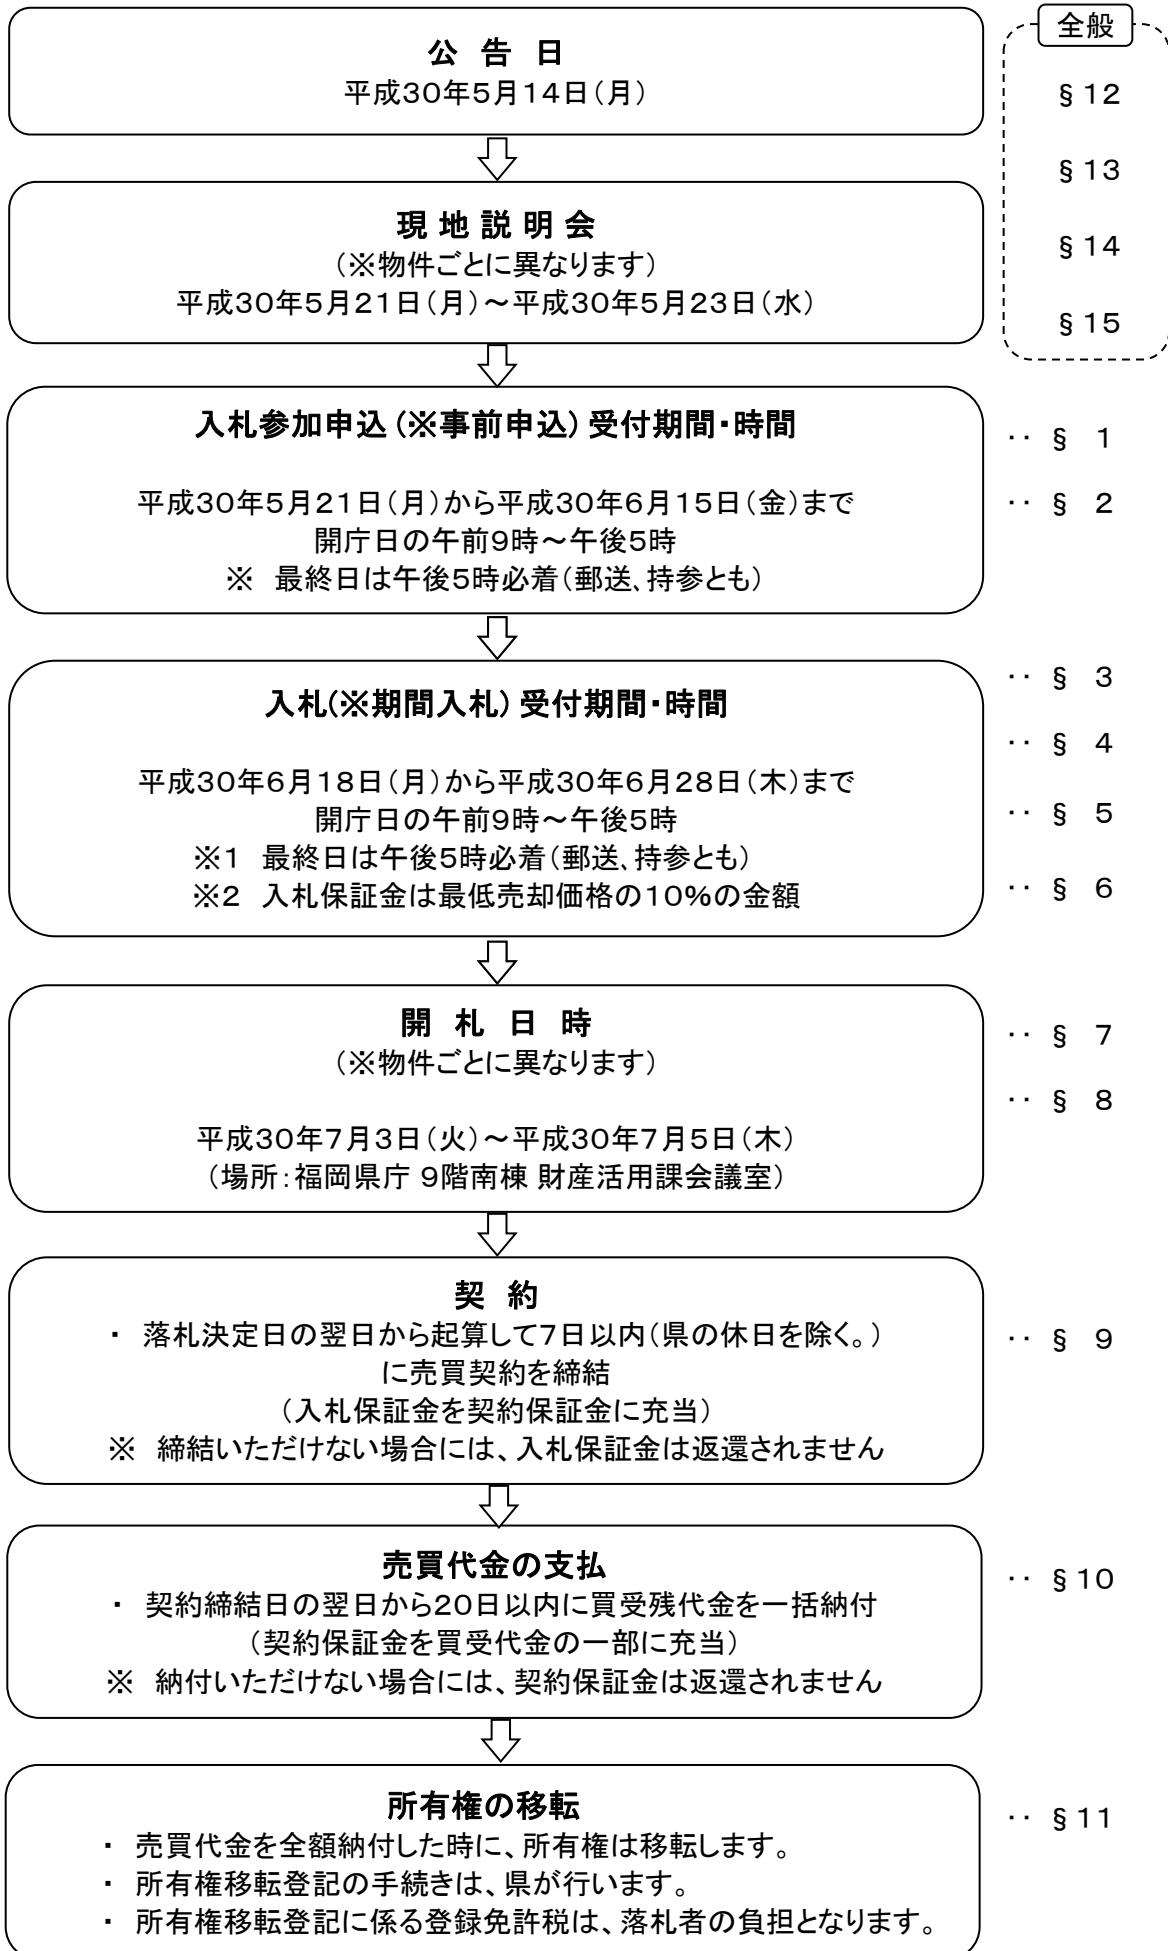 公 告 日
平成30年5月14日（月）
全般
§12
§13
§14
§15
現 地 説 明 会
（※物件ごとに異なります）
平成30年5月21日（月）～平成30年5月23日（水）
入札参加申込（※事前申込）受付期間・時間
平成30年5月21日（月）から平成30年6月15日（金）まで
開庁日の午前9時～午後5時
※ 最終日は午後5時必着（郵送、持参とも）
‥ § 1
‥ § 2
入札（※期間入札）受付期間・時間
平成30年6月18日（月）から平成30年6月28日（木）まで
開庁日の午前9時～午後5時
※1 最終日は午後5時必着（郵送、持参とも）
※2 入札保証金は最低売却価格の10％の金額
‥ § 3
‥ § 4
‥ § 5
‥ § 6
開 札 日 時
（※物件ごとに異なります）
平成30年7月3日（火）～平成30年7月5日（木）
（場所：福岡県庁 9階南棟 財産活用課会議室）
‥ § 7
‥ § 8
契 約
・ 落札決定日の翌日から起算して7日以内（県の休日を除く。）
に売買契約を締結
（入札保証金を契約保証金に充当）
※ 締結いただけない場合には、入札保証金は返還されません
‥ § 9
売買代金の支払
・ 契約締結日の翌日から20日以内に買受残代金を一括納付
（契約保証金を買受代金の一部に充当）
※ 納付いただけない場合には、契約保証金は返還されません
‥ §10
所有権の移転
・ 売買代金を全額納付した時に、所有権は移転します。
・ 所有権移転登記の手続きは、県が行います。
・ 所有権移転登記に係る登録免許税は、落札者の負担となります。
‥ §11